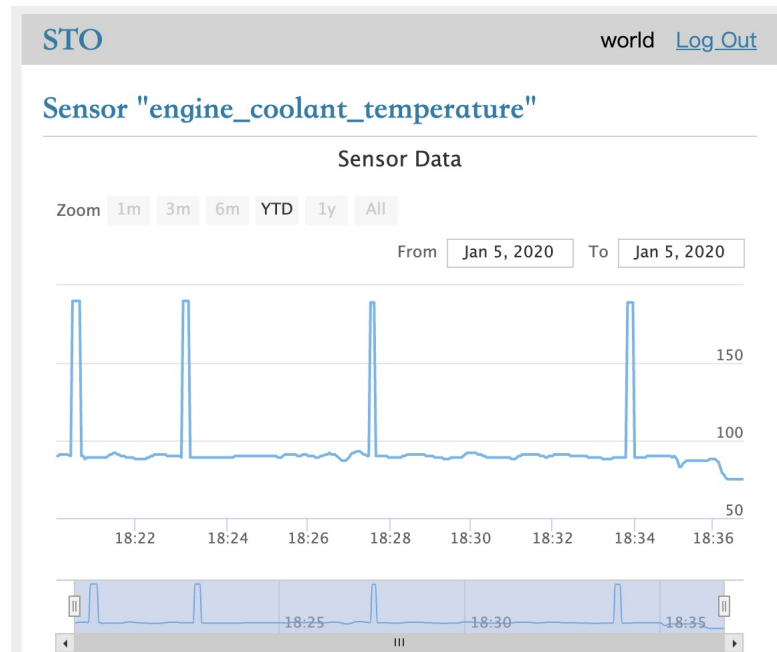 STO world Log Out
Sensor "engine_coolant_temperature"
Sensor Data
Zoom 1m 3m 6m YTD 1y All
From Jan 5, 2020 To Jan 5, 2020
150
100
50
18:22 18:24 18:26 18:28 18:30 18:32 18:34 18:36
18:25 18:30 18:35